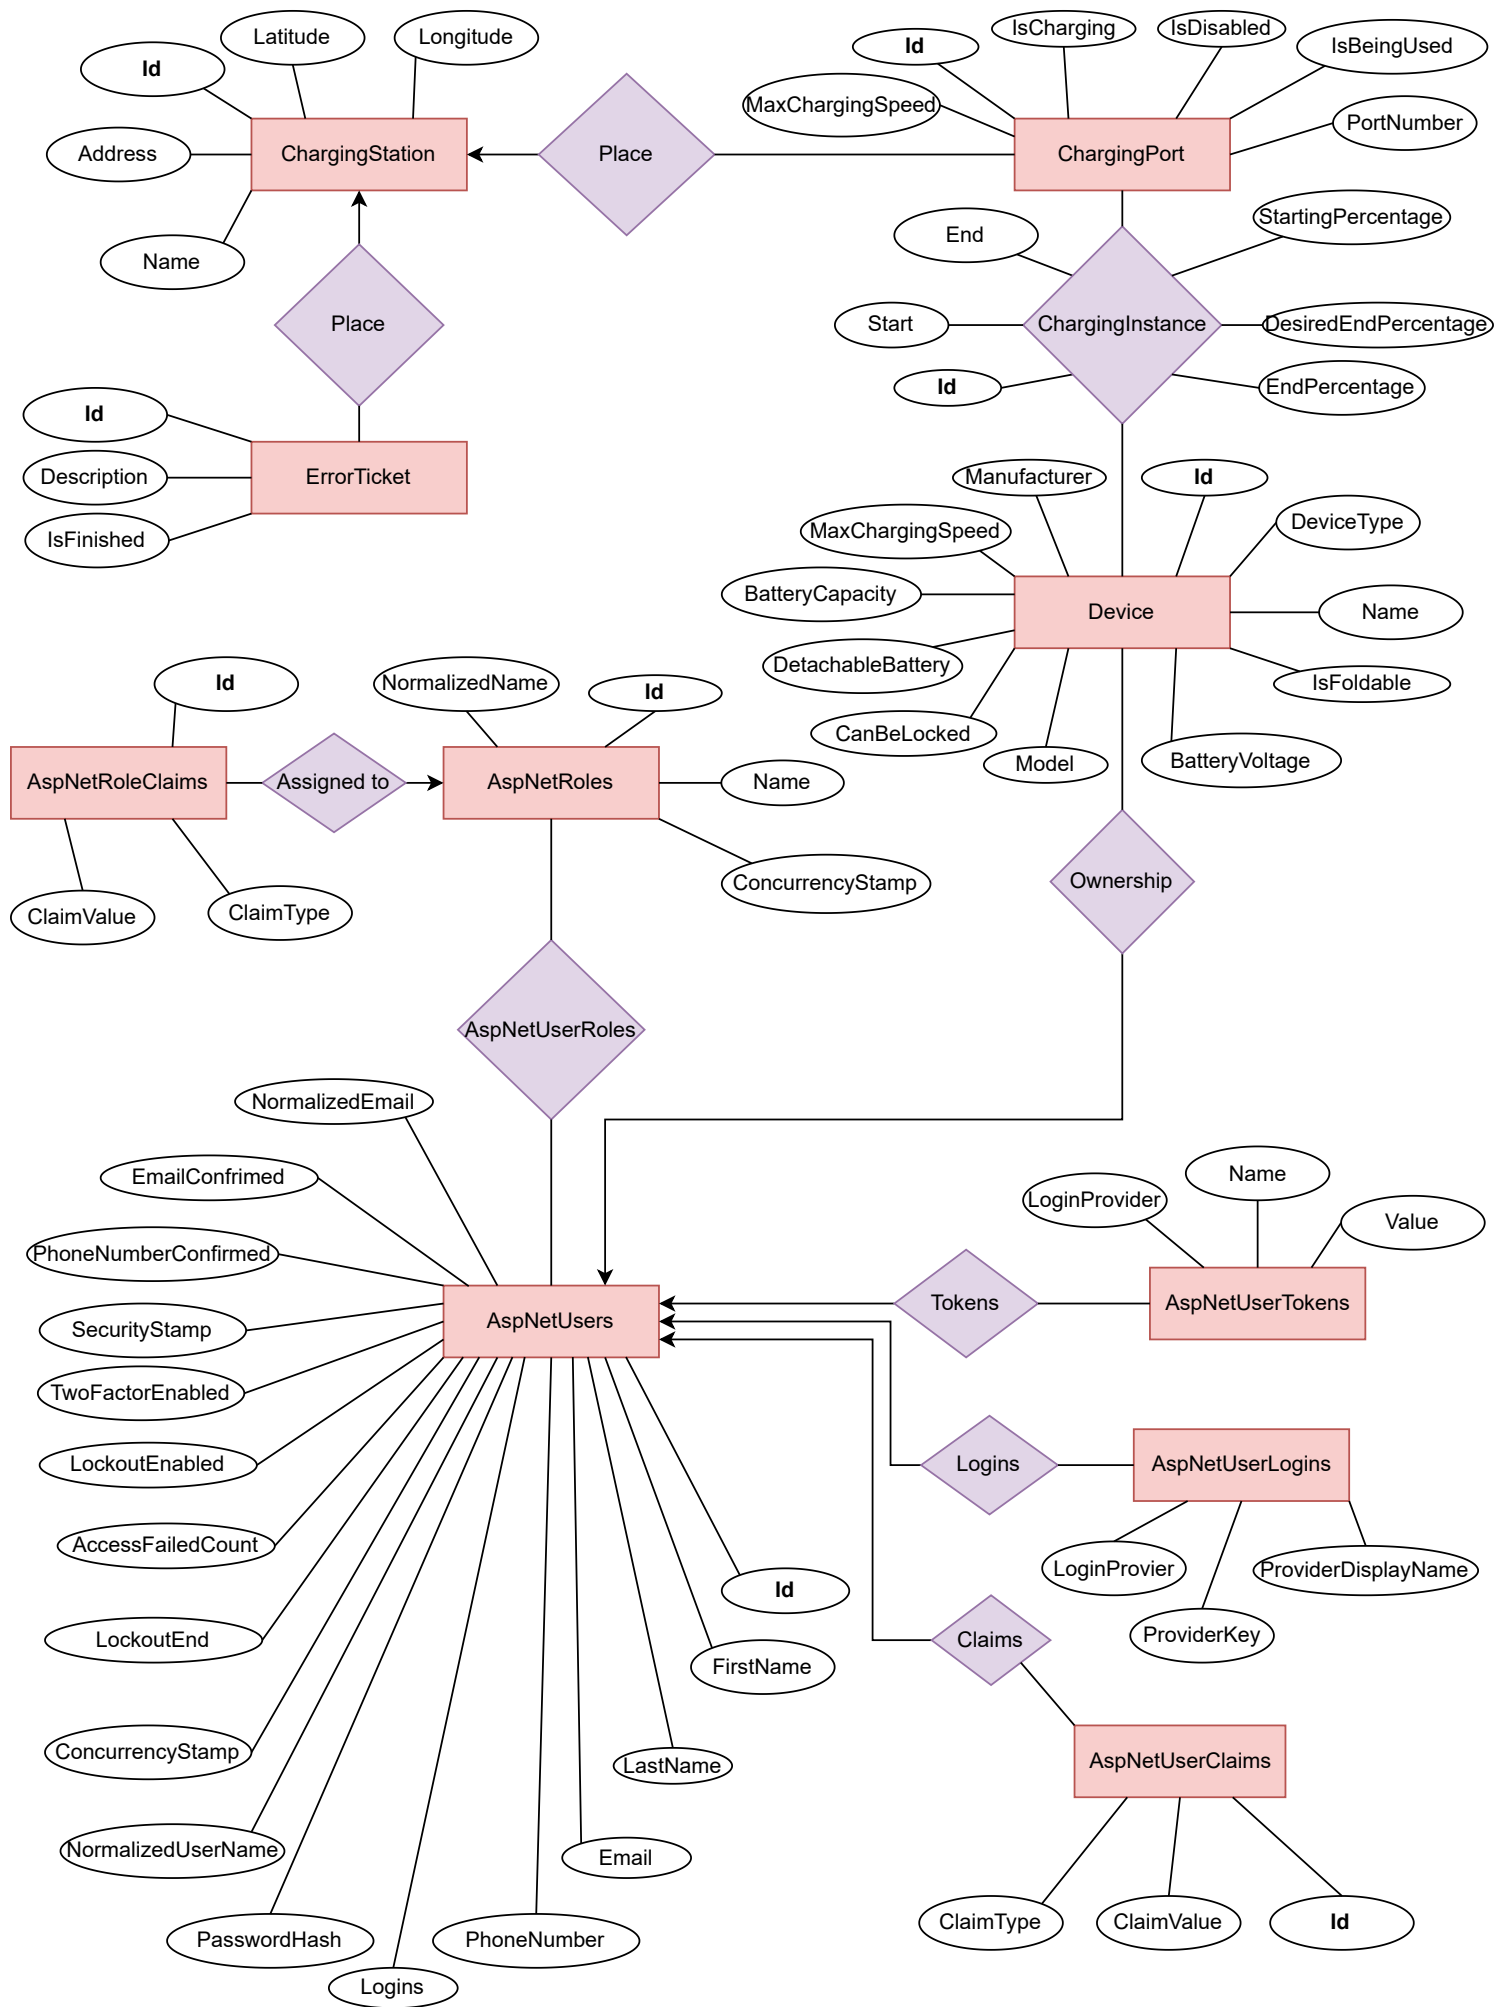 Latitude
Longitude
Id
Address
ChargingStation
Name
Place
Place
Id
Description
IsFinished
ErrorTicket
Id
IsCharging
IsDisabled
IsBeingUsed
MaxChargingSpeed
PortNumber
ChargingPort
End
StartingPercentage
Start
ChargingInstance
DesiredEndPercentage
Id
EndPercentage
Manufacturer
Id
MaxChargingSpeed
DeviceType
BatteryCapacity
Device
Name
DetachableBattery
IsFoldable
CanBeLocked
Model
BatteryVoltage
Id
NormalizedName
Id
AspNetRoleClaims
Assigned to
AspNetRoles
Name
ClaimValue
ClaimType
ConcurrencyStamp
Ownership
AspNetUserRoles
NormalizedEmail
EmailConfrimed
PhoneNumberConfirmed
SecurityStamp
AspNetUsers
TwoFactorEnabled
LockoutEnabled
AccessFailedCount
LockoutEnd
ConcurrencyStamp
NormalizedUserName
PasswordHash
Logins
PhoneNumber
Email
LastName
FirstName
Id
LoginProvider
Name
Value
Tokens
AspNetUserTokens
Logins
AspNetUserLogins
LoginProvier
ProviderDisplayName
ProviderKey
Claims
AspNetUserClaims
ClaimType
ClaimValue
Id